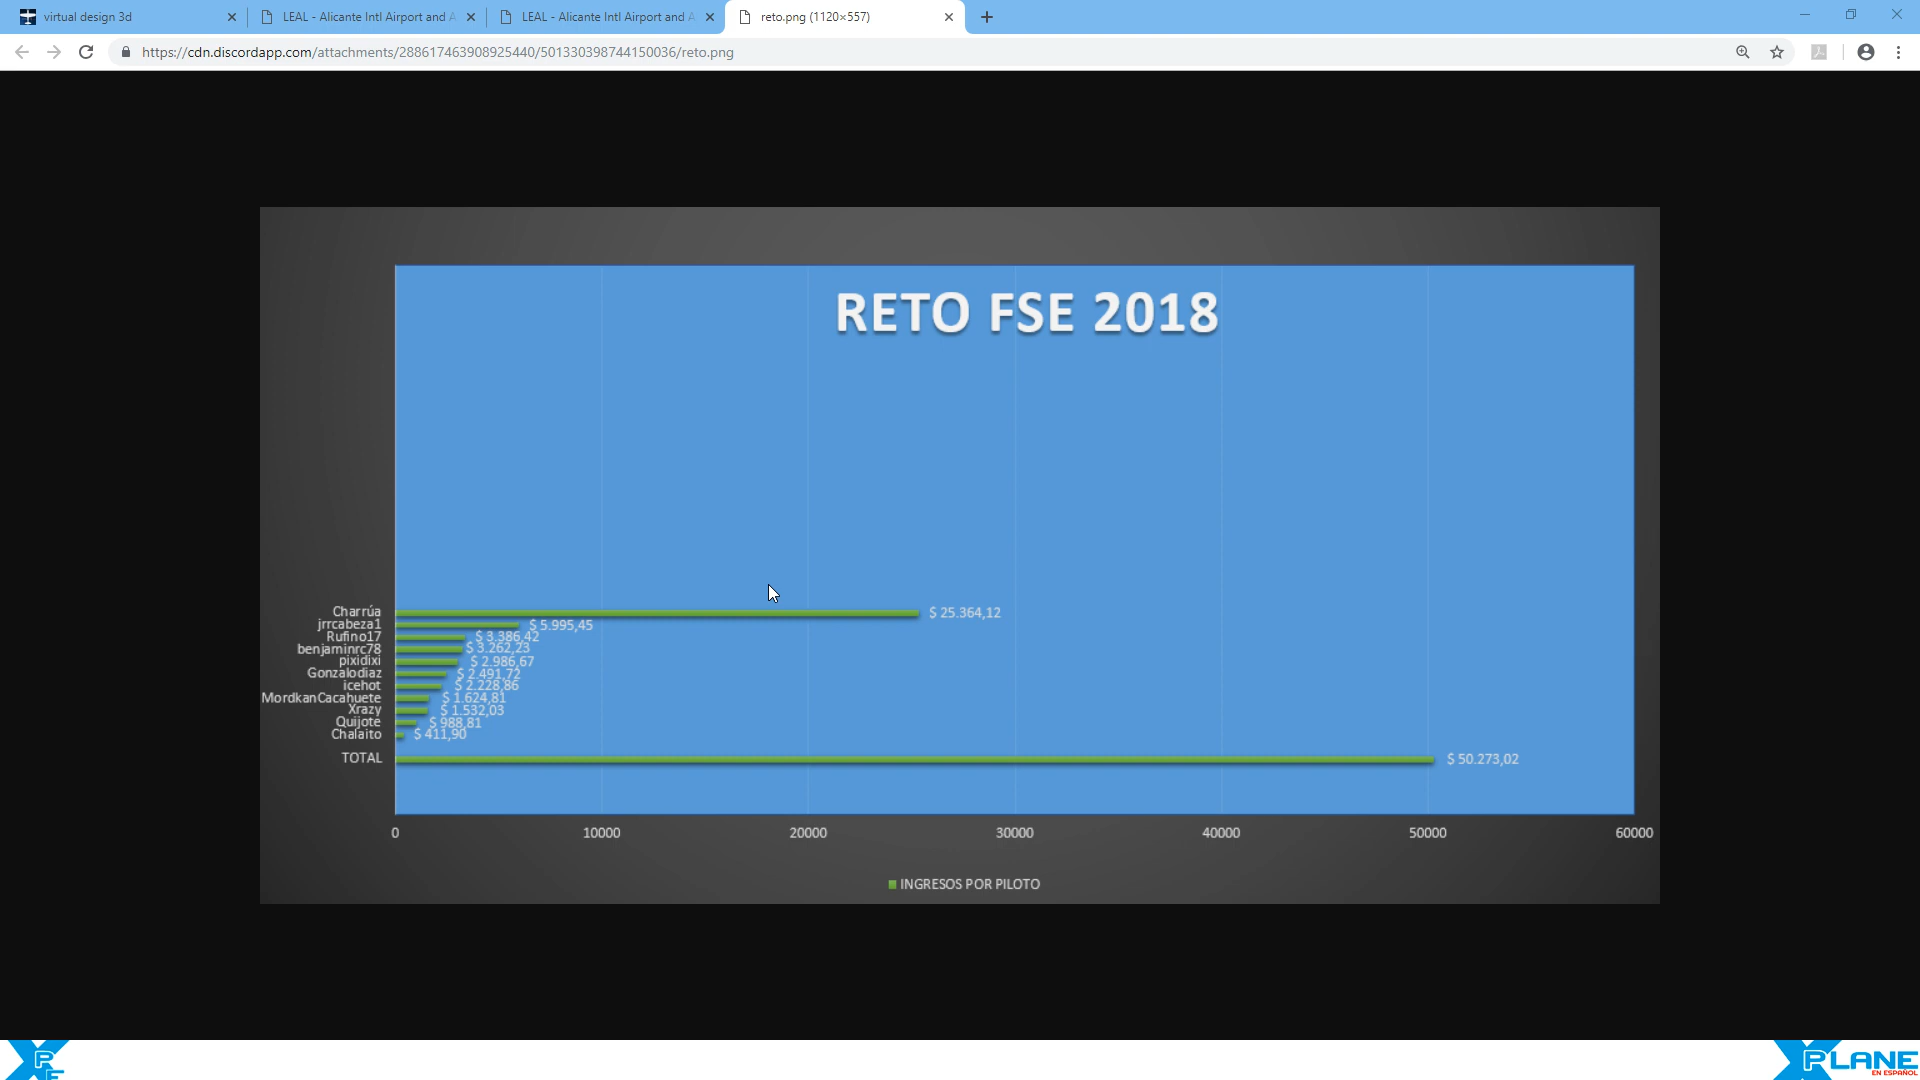 virtual design 3d
LEAL - Alicante Intl Airport and A
LEAL - Alicante Intl Airport and A
reto.png (1120×557)
https://cdn.discordapp.com/attachments/288617463908925440/501330398744150036/reto.png
RETO FSE 2018
Charrúa $ 25.364,12
jrrcabeza1 $ 5.995,45
Rufino17 $ 3.386,42
benjaminrc78 $ 3.262,23
pixidixi $ 2.986,67
Gonzalodiaz $ 2.491,72
icehot $ 2.228,86
MordkanCacahuete $ 1.624,81
Xrazy $ 1.532,03
Quijote $ 988,81
Chalaito $ 411,90
TOTAL $ 50.273,02
0 10000 20000 30000 40000 50000 60000
INGRESOS POR PILOTO
XPE
XPLANE
EN ESPAÑOL